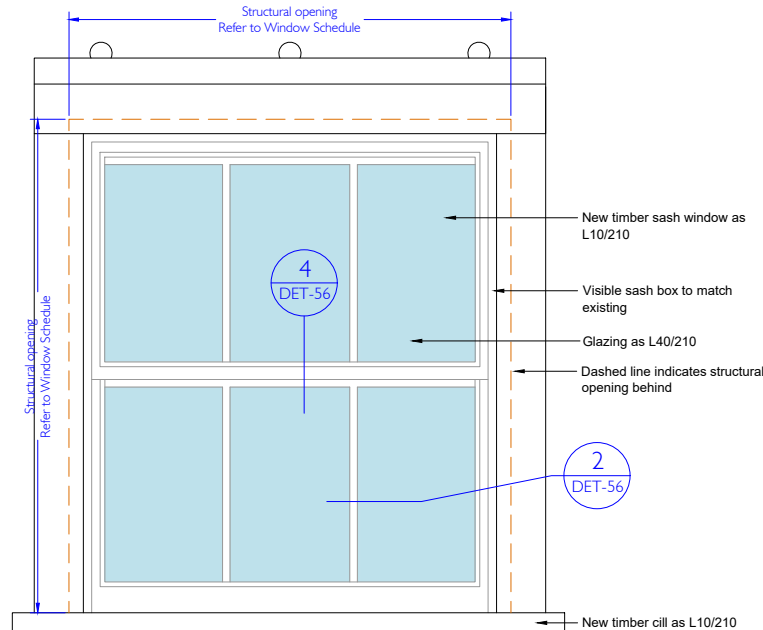 Structural opening
Refer to Window Schedule
New timber sash window as
L10/210
4
DET-56
Visible sash box to match
existing
Structural opening
Refer to Window Schedule
Glazing as L40/210
Dashed line indicates structural
opening behind
2
DET-56
New timber cill as L10/210